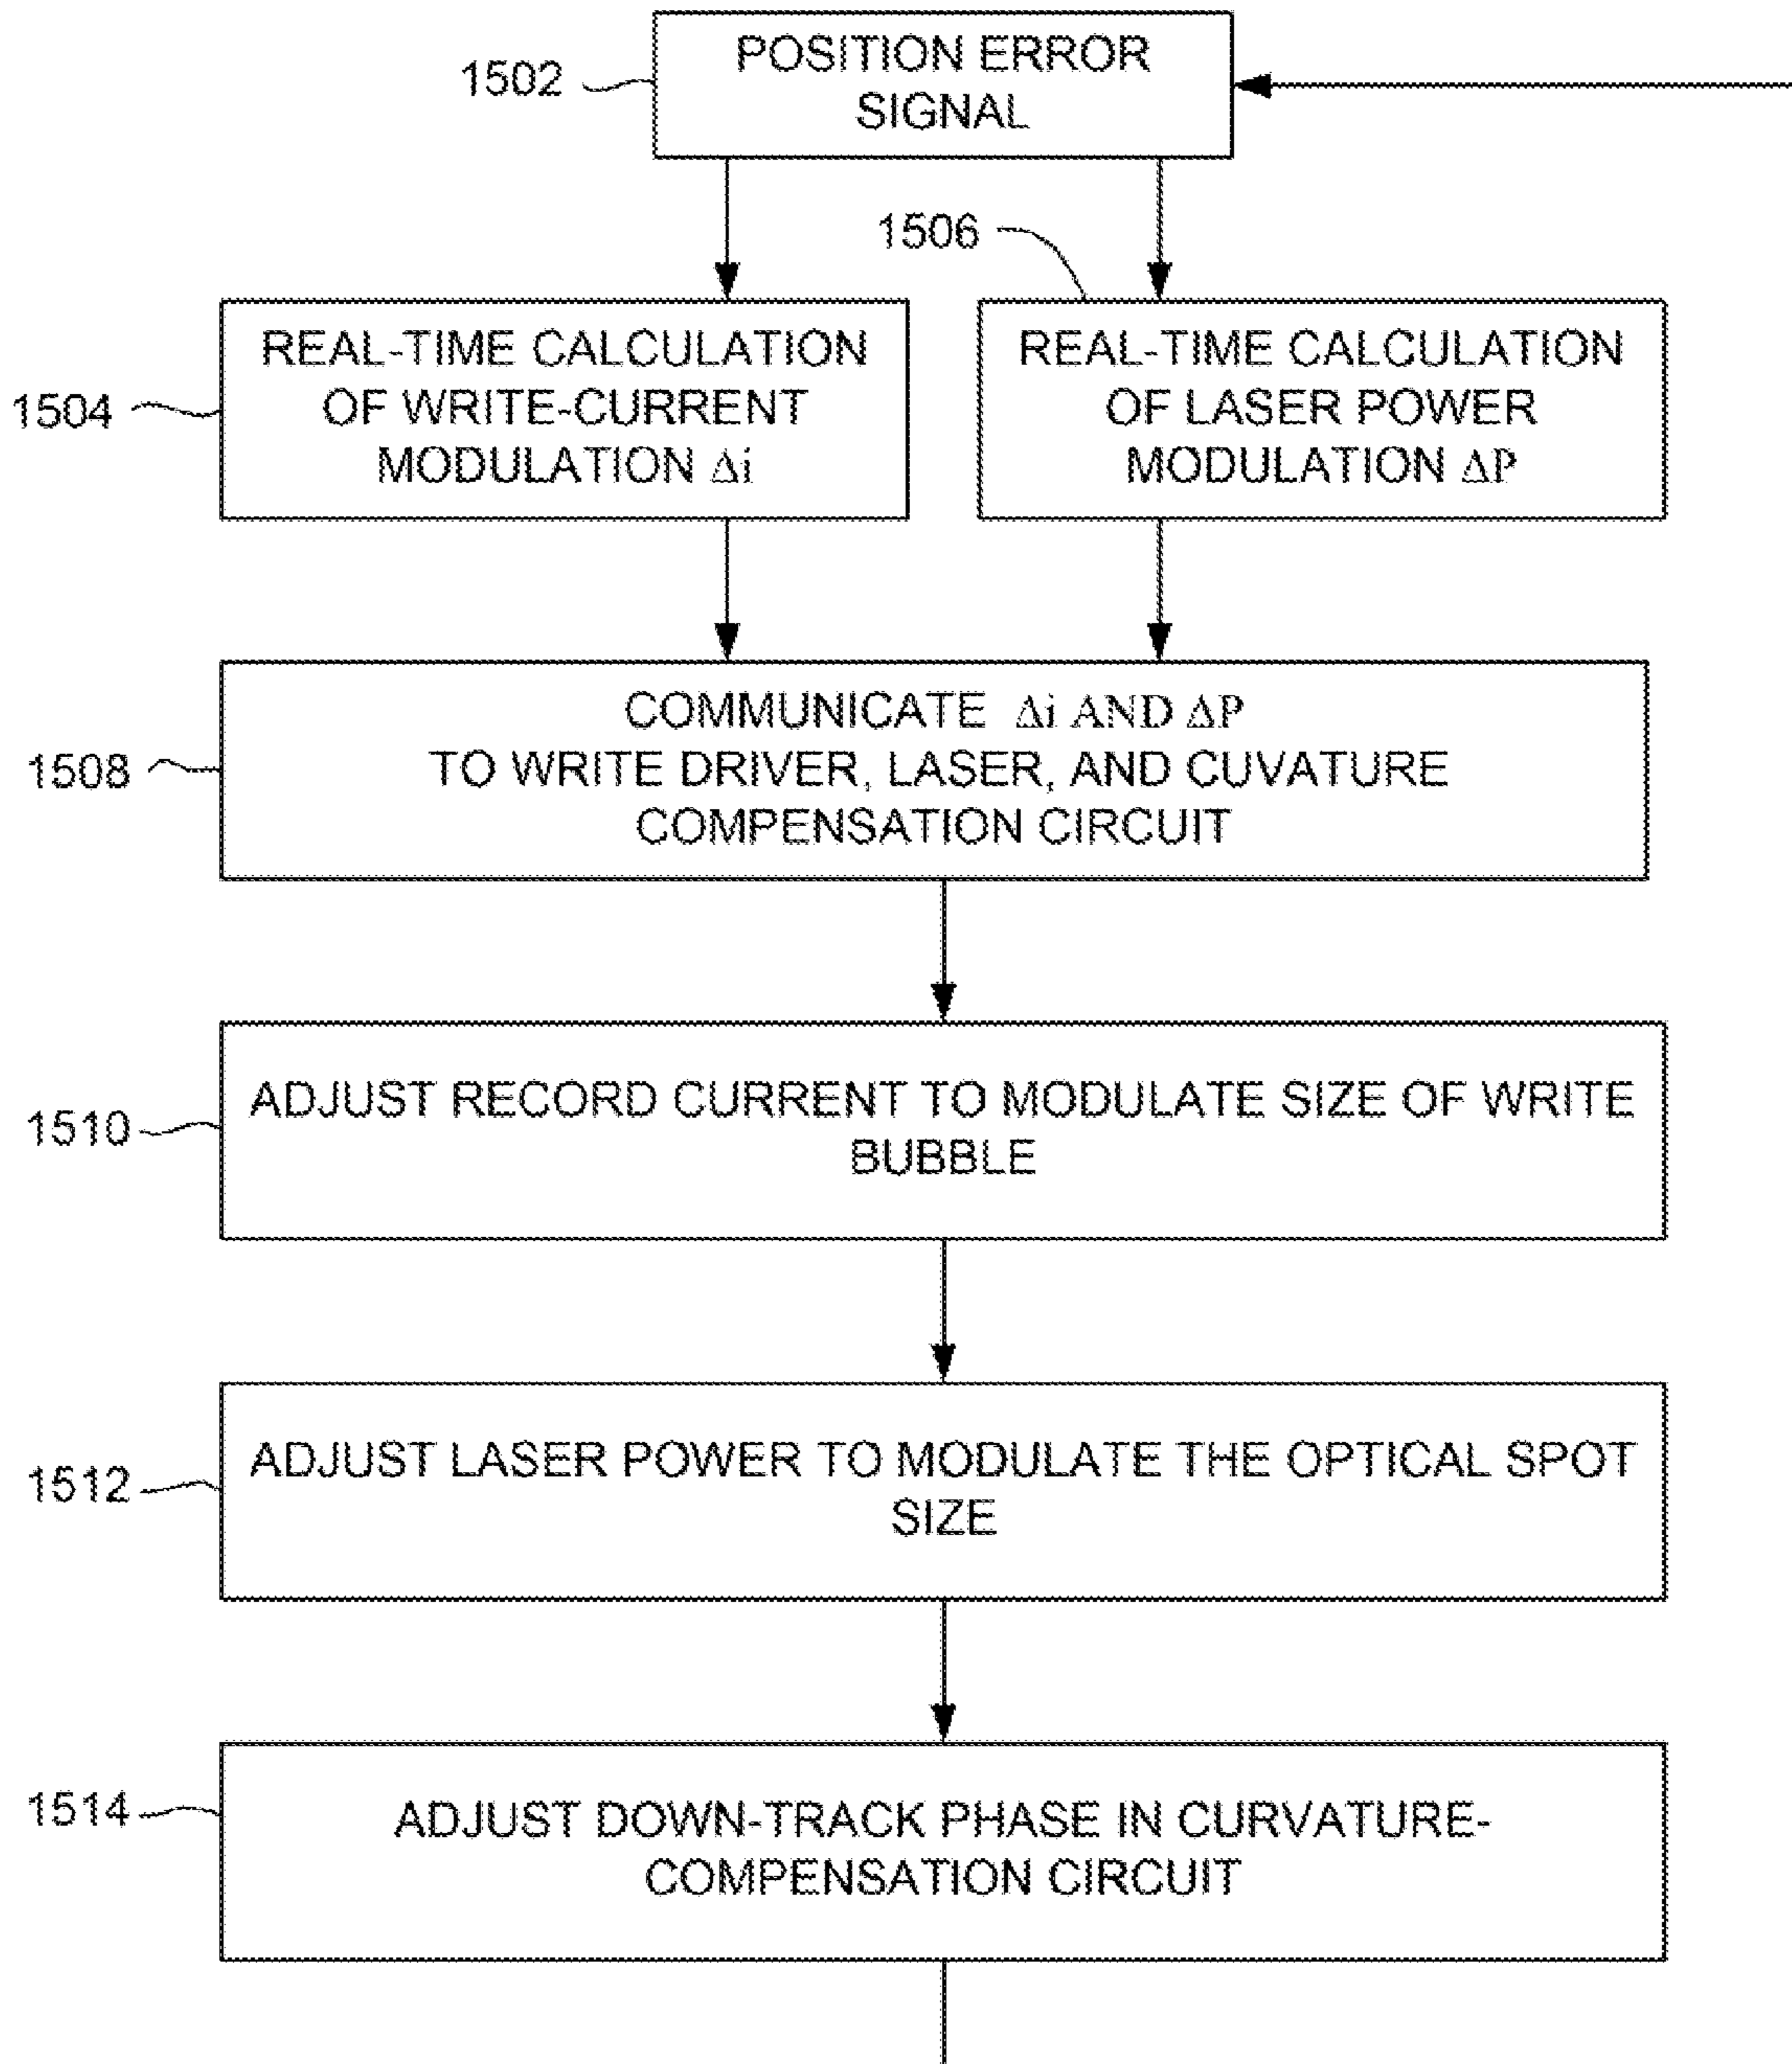 1502
POSITION ERROR
SIGNAL
1504
REAL-TIME CALCULATION
OF WRITE-CURRENT
MODULATION Δi
1506
REAL-TIME CALCULATION
OF LASER POWER
MODULATION ΔP
1508
COMMUNICATE Δi AND ΔP
TO WRITE DRIVER, LASER, AND CUVATURE
COMPENSATION CIRCUIT
1510
ADJUST RECORD CURRENT TO MODULATE SIZE OF WRITE
BUBBLE
1512
ADJUST LASER POWER TO MODULATE THE OPTICAL SPOT
SIZE
1514
ADJUST DOWN-TRACK PHASE IN CURVATURE-
COMPENSATION CIRCUIT